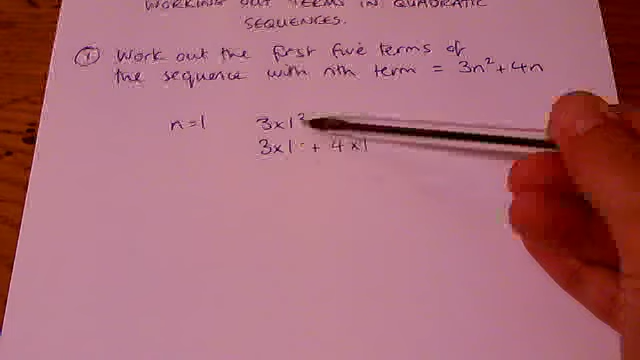 WORKING OUT TERMS IN QUADRATIC
SEQUENCES.
① Work out the first five terms of
the sequence with nth term = 3n² + 4n
n = 1 3 x 1²
3 x 1 + 4 x 1